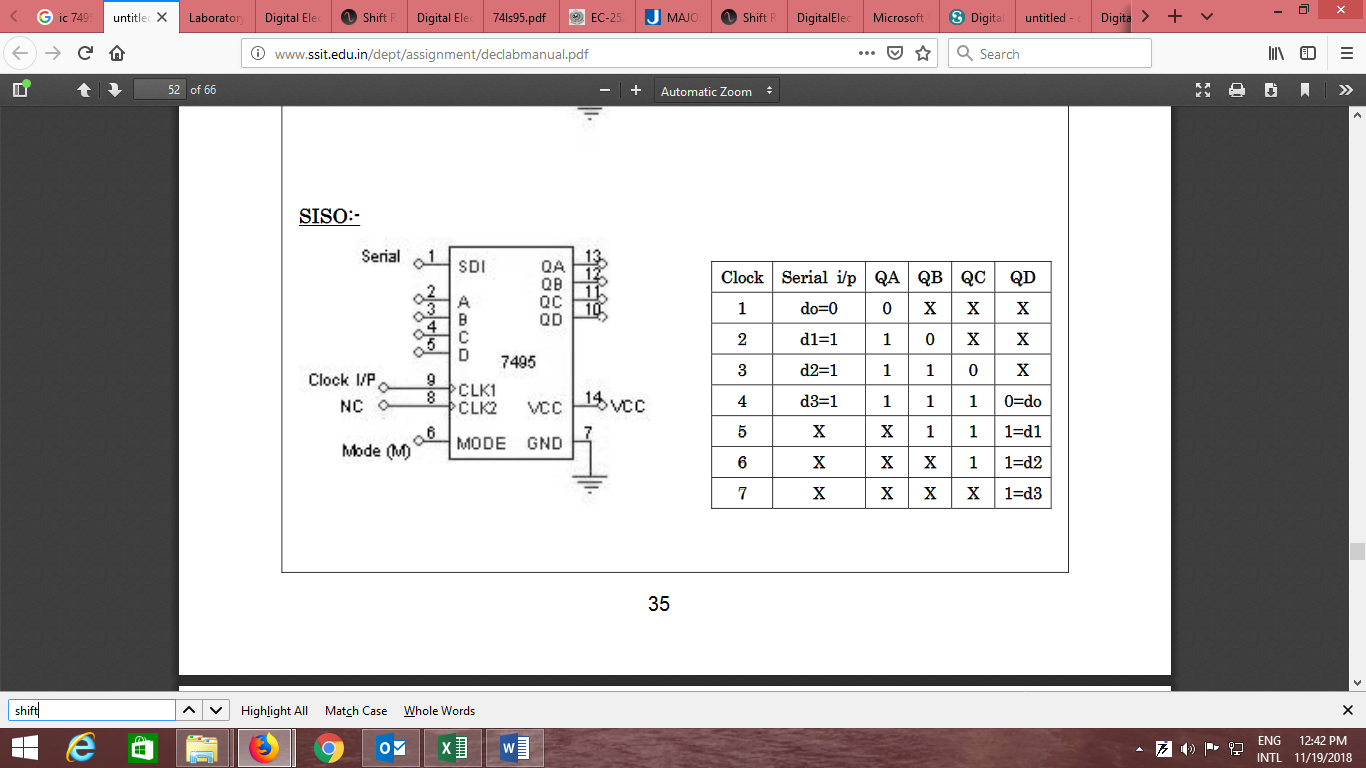 ic 749
untitled
Laboratory
Digital Elec
Shift R
Digital Elec
74ls95.pdf
EC-25
MAJO
Shift R
DigitalElec
Microsoft
Digital
untitled - c
Digita
www.ssit.edu.in/dept/assignment/declabmanual.pdf
Search
52 of 66
Automatic Zoom
SISO:-
Serial 1 SDI QA 13
QB 12
2 A QC 11
3 B QD 10
4 C
5 D
7495
Clock I/P 9 CLK1
NC 8 CLK2 VCC 14 VCC
Mode (M) 6 MODE GND 7
Clock Serial i/p QA QB QC QD
1 do=0 0 X X X
2 d1=1 1 0 X X
3 d2=1 1 1 0 X
4 d3=1 1 1 1 0=do
5 X X 1 1 1=d1
6 X X X 1 1=d2
7 X X X X 1=d3
35
shift
Highlight All Match Case Whole Words
ENG 12:42 PM
INTL 11/19/2018